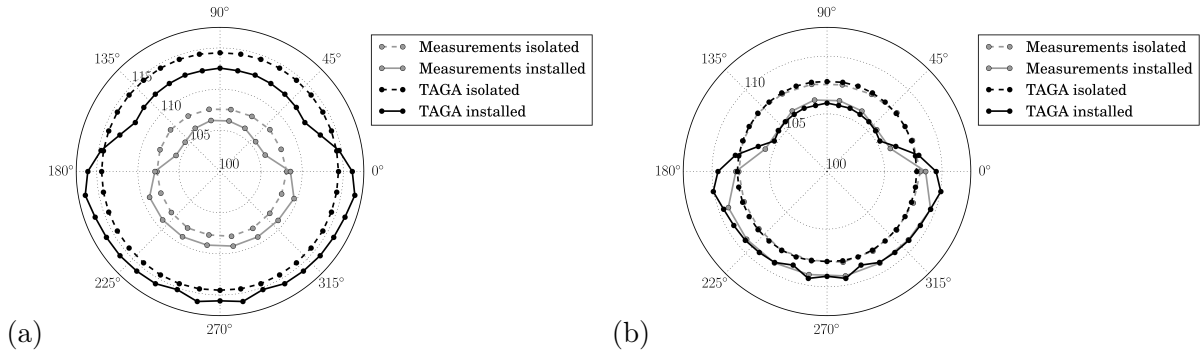 90°
135°
45°
115
110
105
100
180°
0°
225°
315°
270°
Measurements isolated
Measurements installed
TAGA isolated
TAGA installed
(a)
90°
135°
45°
110
105
100
180°
0°
225°
315°
270°
Measurements isolated
Measurements installed
TAGA isolated
TAGA installed
(b)